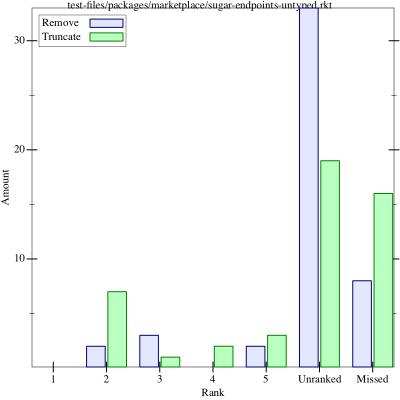 test-files/packages/marketplace/sugar-endpoints-untyped.rkt
Remove
Truncate
30
20
10
Amount
1 2 3 4 5 Unranked Missed
Rank